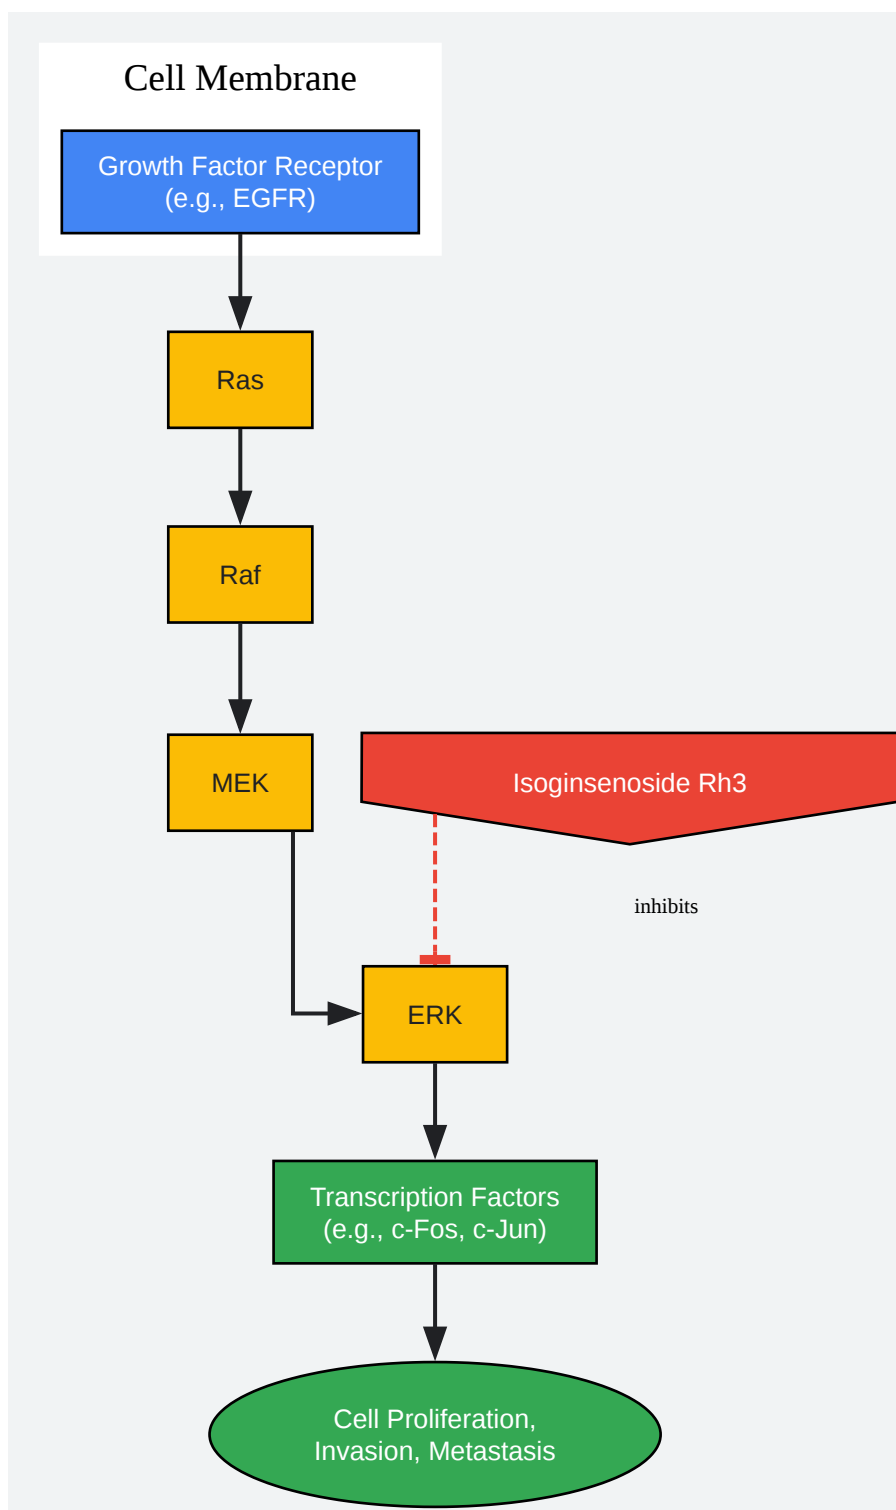 Cell Membrane
Growth Factor Receptor
(e.g., EGFR)
Ras
Raf
MEK
Isoginsenoside Rh3
inhibits
ERK
Transcription Factors
(e.g., c-Fos, c-Jun)
Cell Proliferation,
Invasion, Metastasis